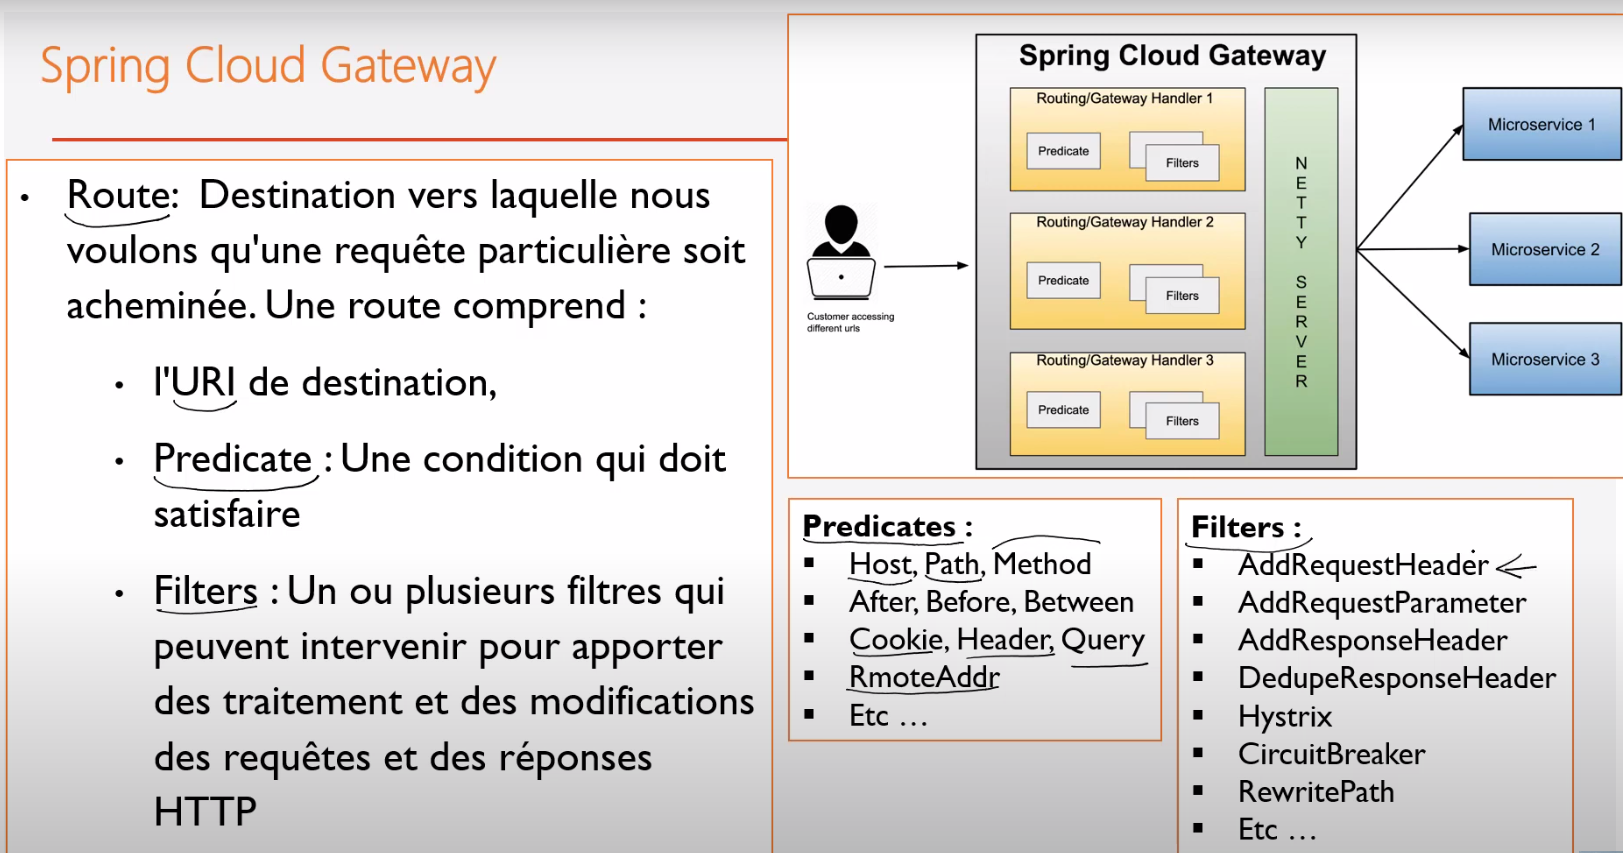 Spring Cloud Gateway
• Route: Destination vers laquelle nous
voulons qu'une requête particulière soit
acheminée. Une route comprend :
• l'URI de destination,
• Predicate : Une condition qui doit
satisfaire
• Filters : Un ou plusieurs filtres qui
peuvent intervenir pour apporter
des traitement et des modifications
des requêtes et des réponses
HTTP
Spring Cloud Gateway
Customer accessing
different urls
Routing/Gateway Handler 1
Predicate
Filters
Routing/Gateway Handler 2
Predicate
Filters
Routing/Gateway Handler 3
Predicate
Filters
NETTY SERVER
Microservice 1
Microservice 2
Microservice 3
Predicates :
▪ Host, Path, Method
▪ After, Before, Between
▪ Cookie, Header, Query
▪ RmoteAddr
▪ Etc …
Filters :
▪ AddRequestHeader
▪ AddRequestParameter
▪ AddResponseHeader
▪ DedupeResponseHeader
▪ Hystrix
▪ CircuitBreaker
▪ RewritePath
▪ Etc …